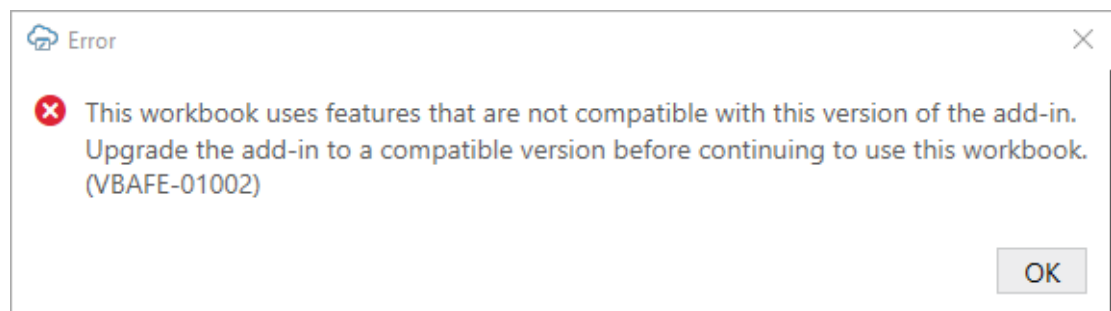 Error
This workbook uses features that are not compatible with this version of the add-in.
Upgrade the add-in to a compatible version before continuing to use this workbook.
(VBAFE-01002)
OK